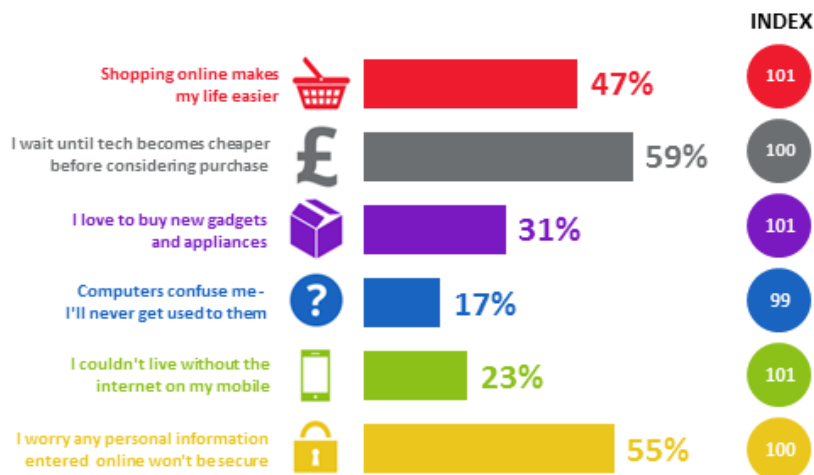 INDEX
Shopping online makes
my life easier
47%
101
I wait until tech becomes cheaper
before considering purchase
£
59%
100
I love to buy new gadgets
and appliances
31%
101
Computers confuse me -
I'll never get used to them
?
17%
99
I couldn't live without the
internet on my mobile
23%
101
I worry any personal information
entered online won't be secure
55%
100